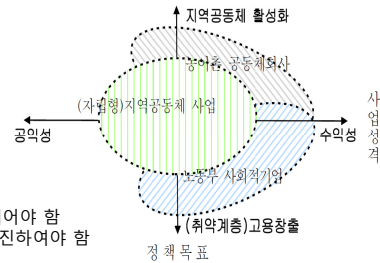 지역공동체 활성화
농어촌 공동체회사
(자립형)지역공동체 사업
공익성
수익성
사업성격
노동부 사회적기업
어야 함
진하여야 함
(취약계층)고용창출
정책목표